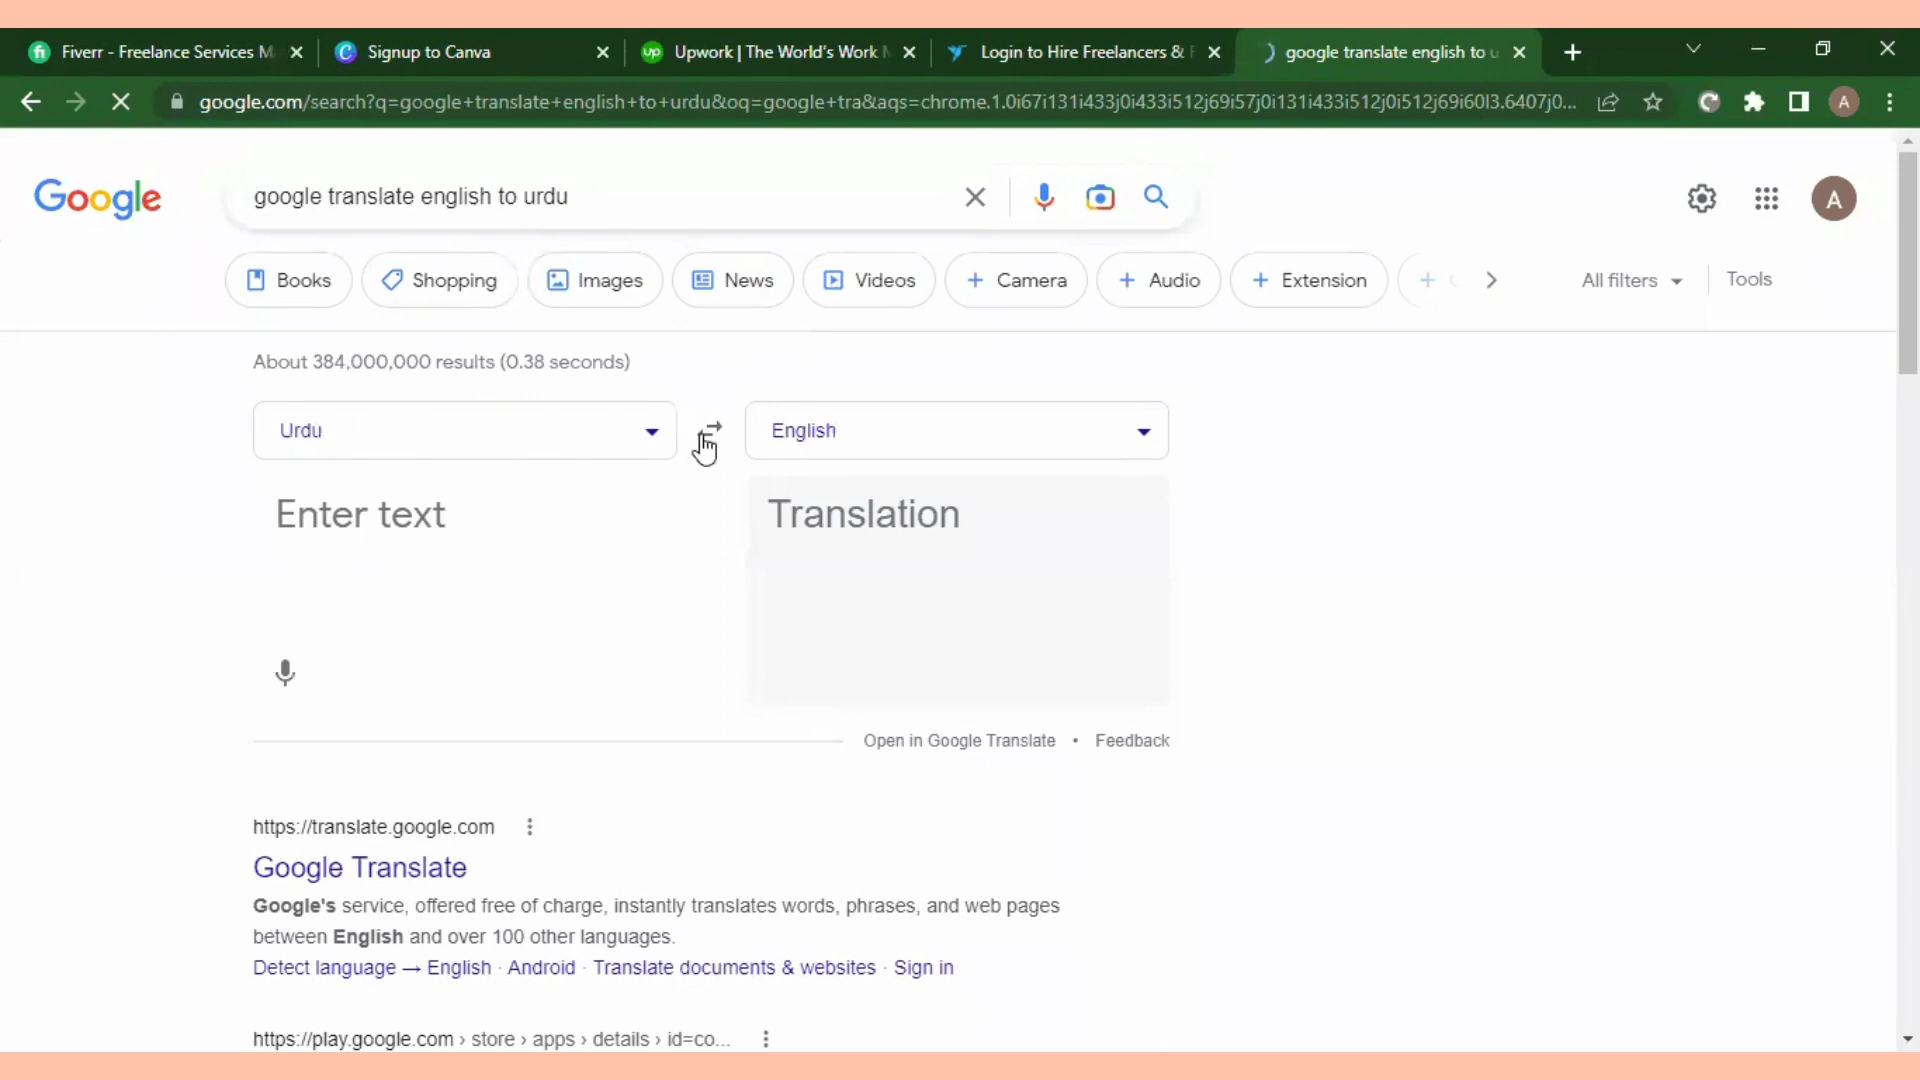 Fiverr - Freelance Services M
Signup to Canva
Upwork | The World's Work
Login to Hire Freelancers &
google translate english to u
google.com/search?q=google+translate+english+to+urdu&oq=google+tra&aqs=chrome.1.0i67i131i433j0i433i512j69i57j0i131i433i512j0i512j69i60l3.6407j0...
A
Google
google translate english to urdu
A
Books
Shopping
Images
News
Videos
+ Camera
+ Audio
+ Extension
All filters
Tools
About 384,000,000 results (0.38 seconds)
Urdu
English
Enter text
Translation
Open in Google Translate • Feedback
https://translate.google.com
Google Translate
Google's service, offered free of charge, instantly translates words, phrases, and web pages
between English and over 100 other languages.
Detect language → English · Android · Translate documents & websites · Sign in
https://play.google.com › store › apps › details › id=co...